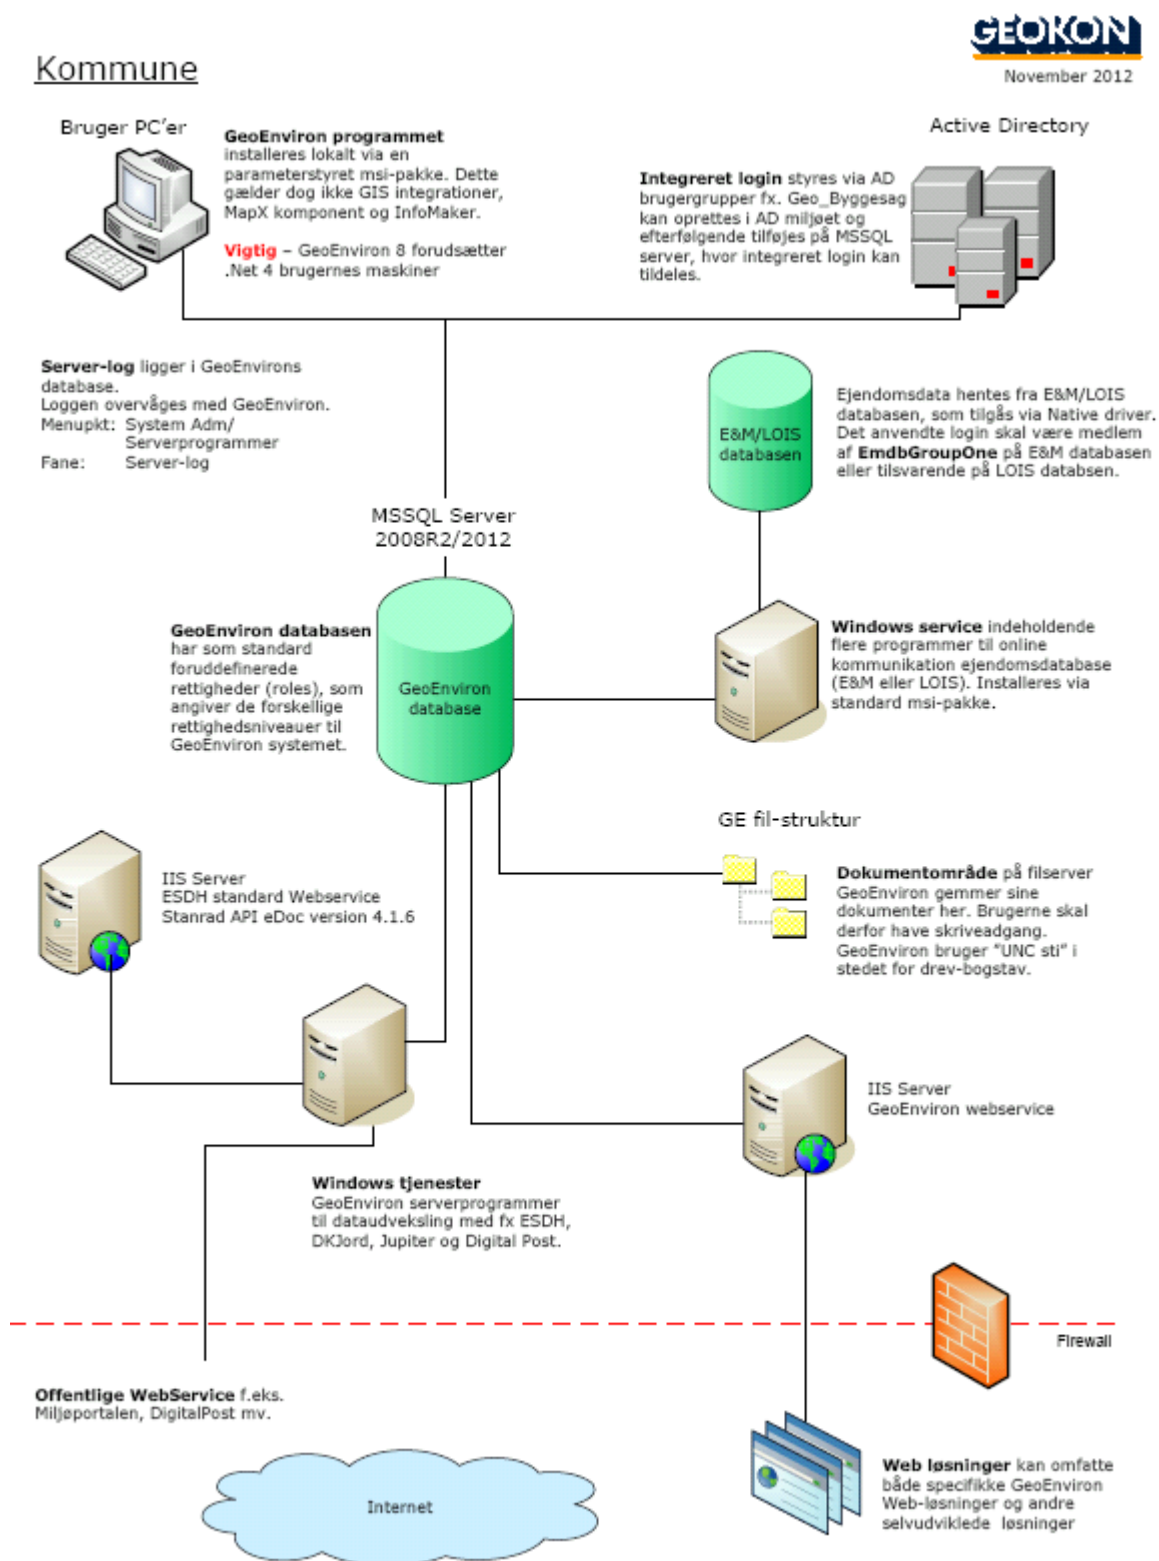 GEOKON
Kommune
November 2012
Bruger PC'er
GeoEnviron programmet
installeres lokalt via en
parameterstyret msi-pakke. Dette
gælder dog ikke GIS integrationer,
MapX komponent og InfoMaker.
Vigtig – GeoEnviron 8 forudsætter
.Net 4 brugernes maskiner
Active Directory
Integreret login styres via AD
brugergrupper fx. Geo_Byggesag
kan oprettes i AD miljøet og
efterfølgende tilføjes på MSSQL
server, hvor integreret login kan
tildeles.
Server-log ligger i GeoEnvirons
database.
Loggen overvåges med GeoEnviron.
Menupkt: System Adm/
Serverprogrammer
Fane: Server-log
E&M/LOIS
databasen
Ejendomsdata hentes fra E&M/LOIS
databasen, som tilgås via Native driver.
Det anvendte login skal være medlem
af EmdbGroupOne på E&M databasen
eller tilsvarende på LOIS databsen.
MSSQL Server
2008R2/2012
GeoEnviron databasen
har som standard
foruddefinerede
rettigheder (roles), som
angiver de forskellige
rettighedsniveauer til
GeoEnviron systemet.
GeoEnviron
database
Windows service indeholdende
flere programmer til online
kommunikation ejendomsdatabase
(E&M eller LOIS). Installeres via
standard msi-pakke.
GE fil-struktur
Dokumentområde på filserver
GeoEnviron gemmer sine
dokumenter her. Brugerne skal
derfor have skriveadgang.
GeoEnviron bruger "UNC sti" i
stedet for drev-bogstav.
IIS Server
ESDH standard Webservice
Stanrad API eDoc version 4.1.6
IIS Server
GeoEnviron webservice
Windows tjenester
GeoEnviron serverprogrammer
til dataudveksling med fx ESDH,
DKJord, Jupiter og Digital Post.
Firewall
Offentlige WebService f.eks.
Miljøportalen, DigitalPost mv.
Internet
Web løsninger kan omfatte
både specifikke GeoEnviron
Web-løsninger og andre
selvudviklede løsninger